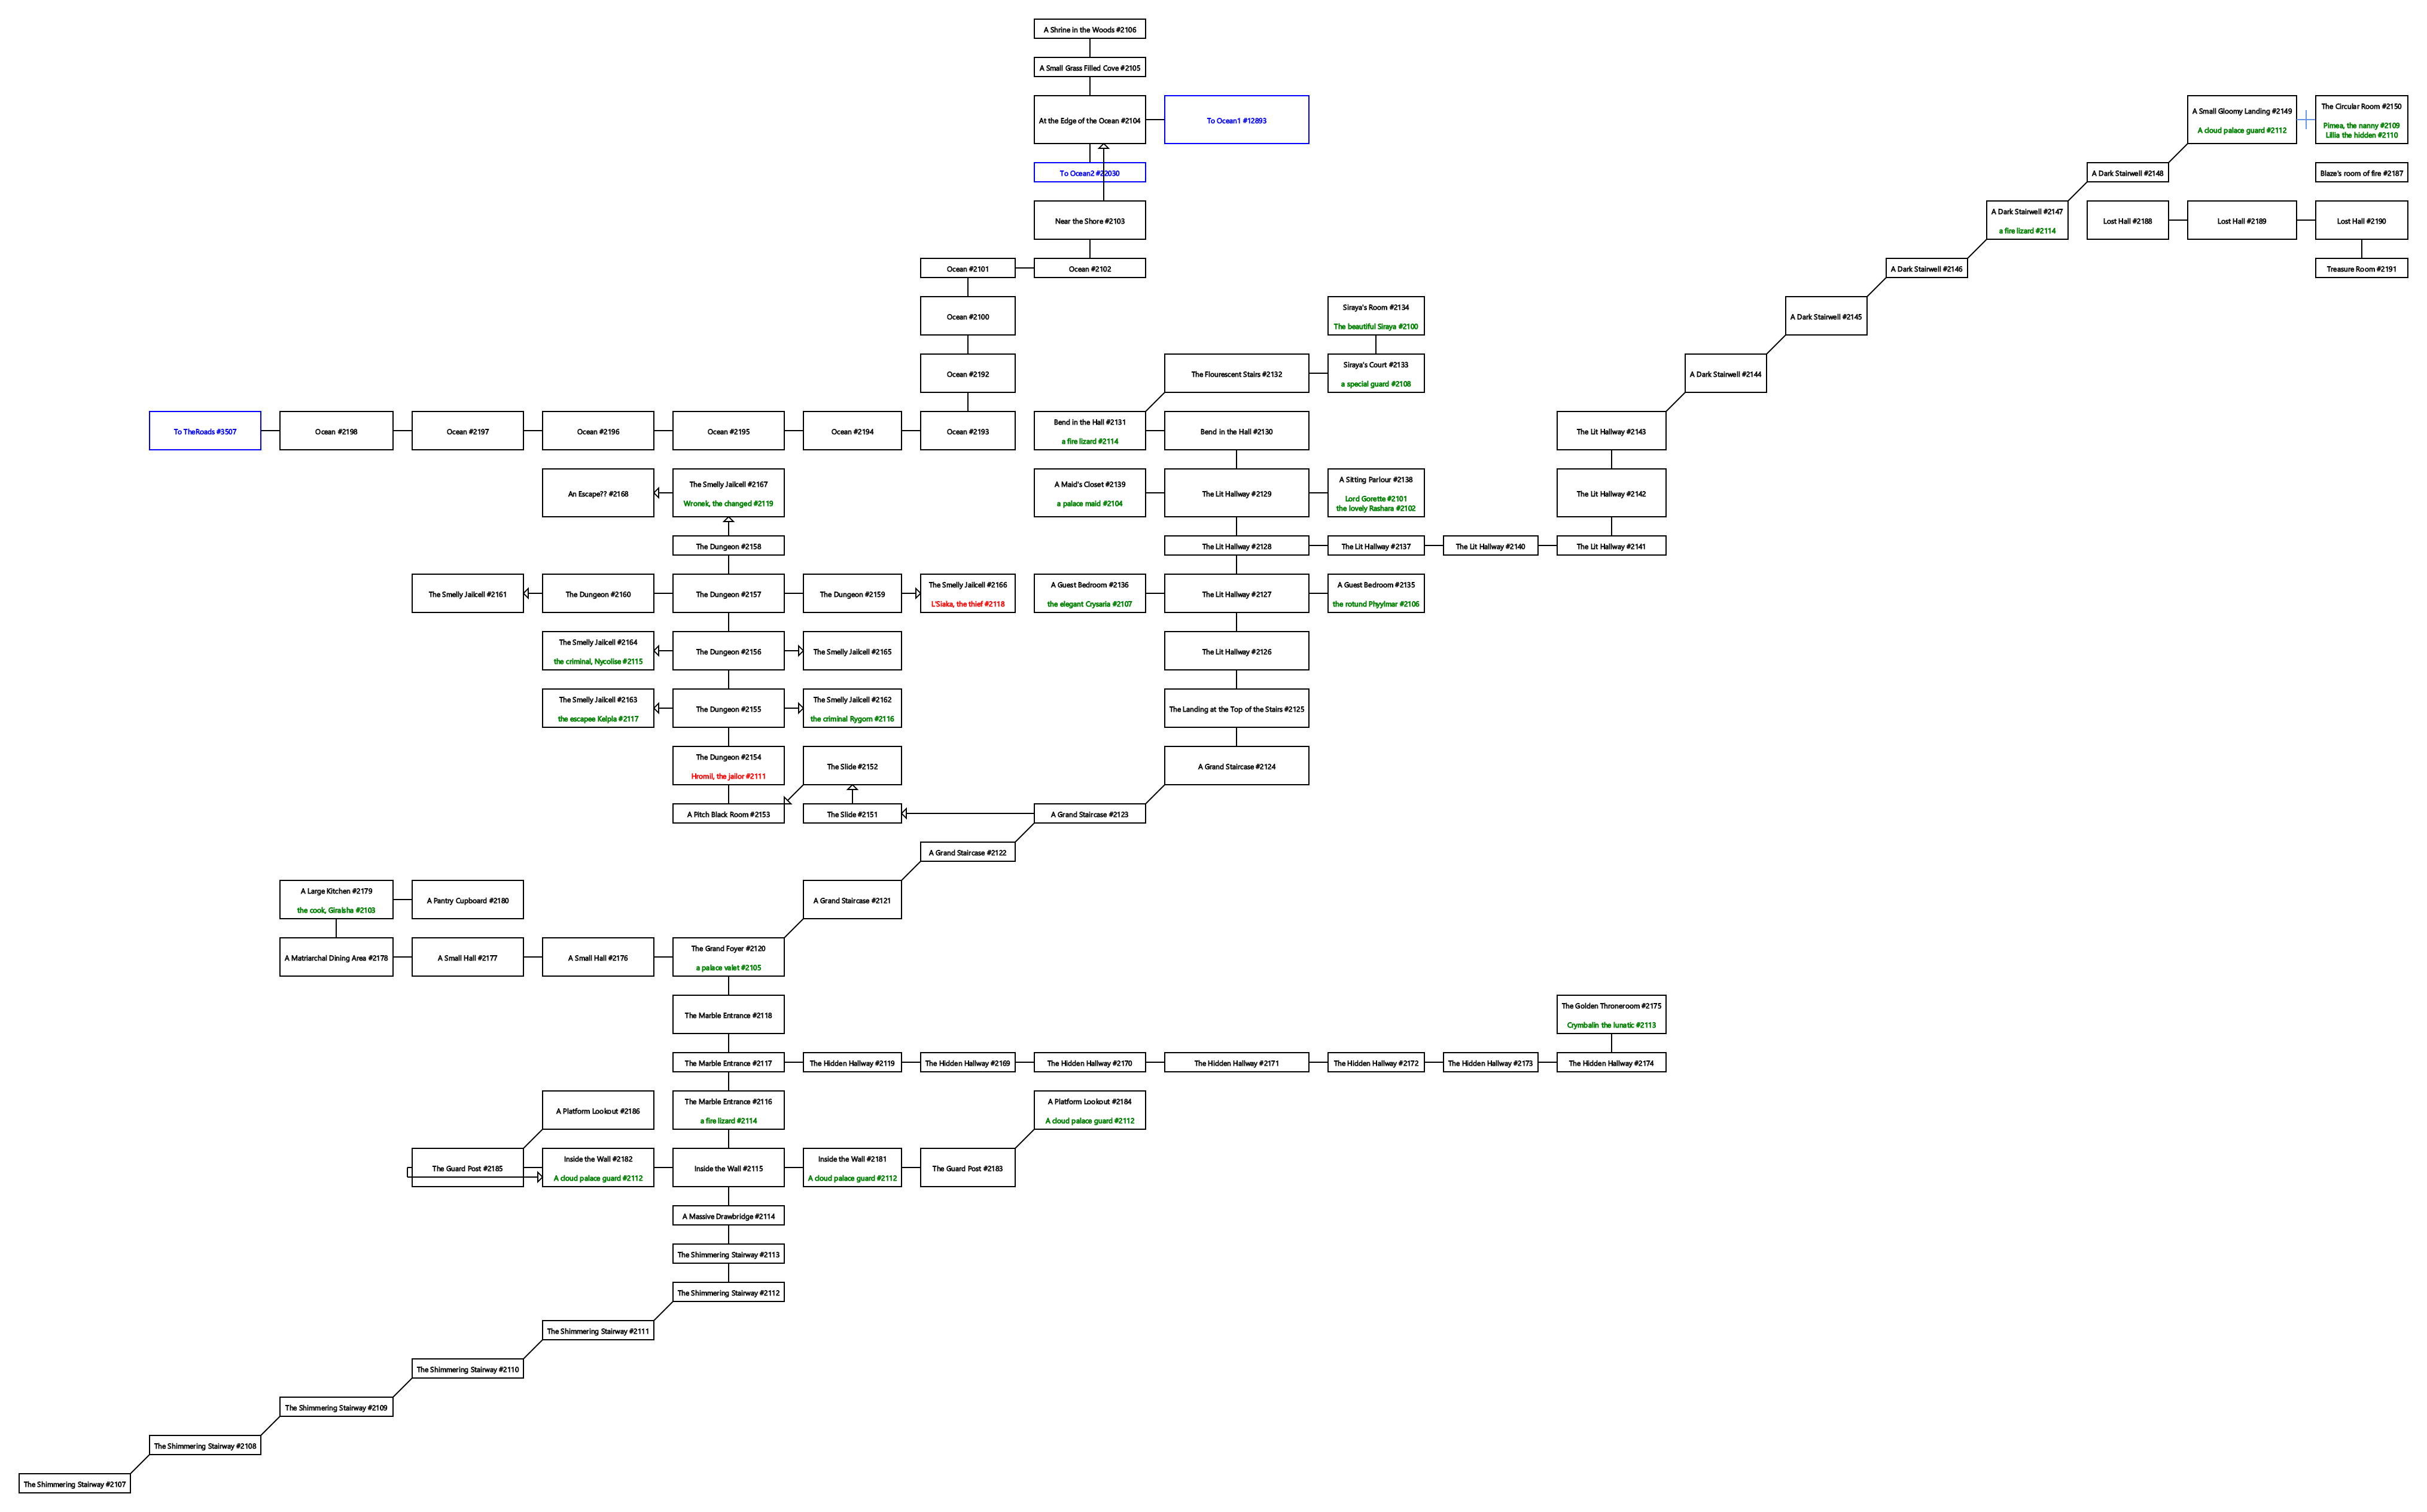 A Shrine in the Woods #2106
A Small Grass Filled Cove #2105
At the Edge of the Ocean #2104
To Ocean1 #12893
A Small Gloomy Landing #2149
A cloud palace guard #2112
The Circular Room #2150
Pimea, the nanny #2109
Lillia the hidden #2110
To Ocean2 #22030
A Dark Stairwell #2148
Blaze's room of fire #2187
Near the Shore #2103
A Dark Stairwell #2147
a fire lizard #2114
Lost Hall #2188
Lost Hall #2189
Lost Hall #2190
Ocean #2101
Ocean #2102
A Dark Stairwell #2146
Treasure Room #2191
Ocean #2100
Siraya's Room #2134
The beautiful Siraya #2100
A Dark Stairwell #2145
Ocean #2192
The Flourescent Stairs #2132
Siraya's Court #2133
a special guard #2108
A Dark Stairwell #2144
To TheRoads #3507
Ocean #2198
Ocean #2197
Ocean #2196
Ocean #2195
Ocean #2194
Ocean #2193
Bend in the Hall #2131
a fire lizard #2114
Bend in the Hall #2130
The Lit Hallway #2143
An Escape?? #2168
The Smelly Jailcell #2167
Wronek, the changed #2119
A Maid's Closet #2139
a palace maid #2104
The Lit Hallway #2129
A Sitting Parlour #2138
Lord Gorette #2101
the lovely Rashara #2102
The Lit Hallway #2142
The Dungeon #2158
The Lit Hallway #2128
The Lit Hallway #2137
The Lit Hallway #2140
The Lit Hallway #2141
The Smelly Jailcell #2161
The Dungeon #2160
The Dungeon #2157
The Dungeon #2159
The Smelly Jailcell #2166
L'Siaka, the thief #2118
A Guest Bedroom #2136
the elegant Crysaria #2107
The Lit Hallway #2127
A Guest Bedroom #2135
the rotund Phyylmar #2106
The Smelly Jailcell #2164
the criminal, Nycolise #2115
The Dungeon #2156
The Smelly Jailcell #2165
The Lit Hallway #2126
The Smelly Jailcell #2163
the escapee Kelpla #2117
The Dungeon #2155
The Smelly Jailcell #2162
the criminal Rygorn #2116
The Landing at the Top of the Stairs #2125
The Dungeon #2154
Hromil, the jailor #2111
The Slide #2152
A Grand Staircase #2124
A Pitch Black Room #2153
The Slide #2151
A Grand Staircase #2123
A Grand Staircase #2122
A Large Kitchen #2179
the cook, Giralsha #2103
A Pantry Cupboard #2180
A Grand Staircase #2121
A Matriarchal Dining Area #2178
A Small Hall #2177
A Small Hall #2176
The Grand Foyer #2120
a palace valet #2105
The Marble Entrance #2118
The Golden Throneroom #2175
Crymbalin the lunatic #2113
The Marble Entrance #2117
The Hidden Hallway #2119
The Hidden Hallway #2169
The Hidden Hallway #2170
The Hidden Hallway #2171
The Hidden Hallway #2172
The Hidden Hallway #2173
The Hidden Hallway #2174
A Platform Lookout #2186
The Marble Entrance #2116
a fire lizard #2114
A Platform Lookout #2184
A cloud palace guard #2112
The Guard Post #2185
Inside the Wall #2182
A cloud palace guard #2112
Inside the Wall #2115
Inside the Wall #2181
A cloud palace guard #2112
The Guard Post #2183
A Massive Drawbridge #2114
The Shimmering Stairway #2113
The Shimmering Stairway #2112
The Shimmering Stairway #2111
The Shimmering Stairway #2110
The Shimmering Stairway #2109
The Shimmering Stairway #2108
The Shimmering Stairway #2107